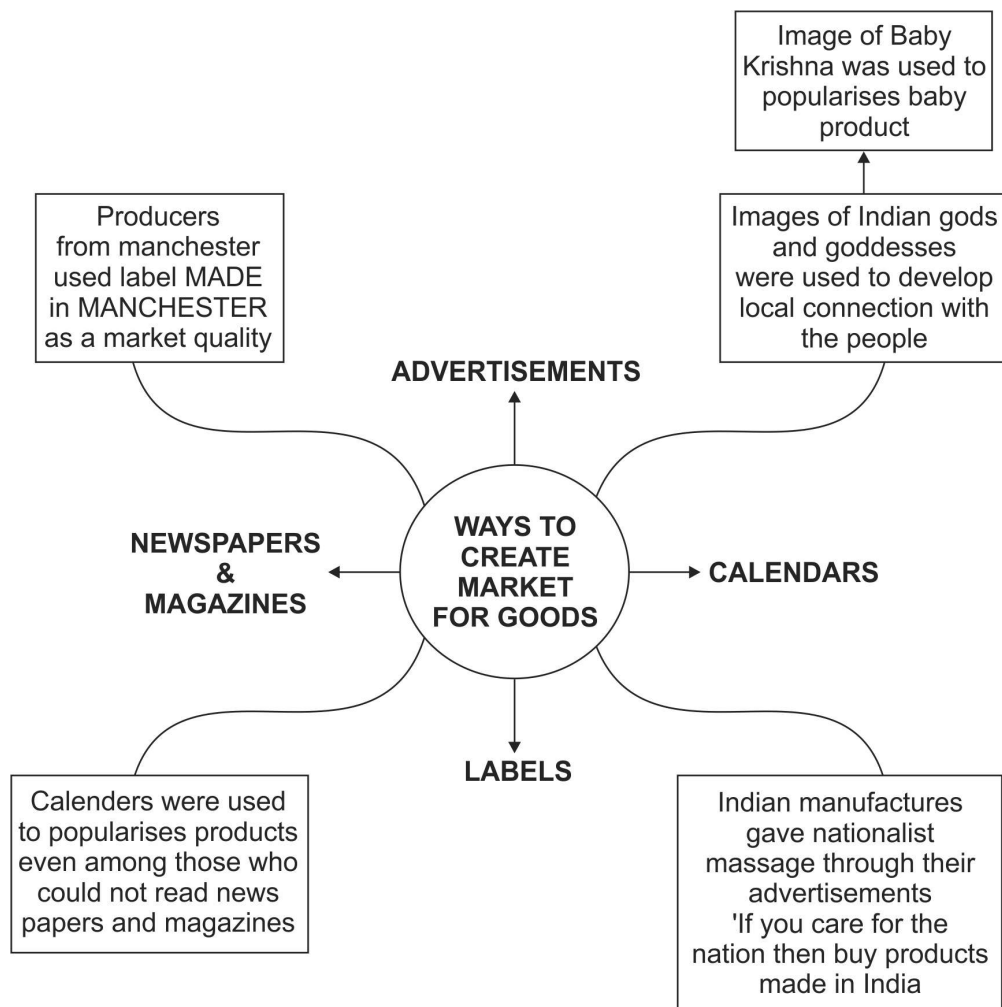 Image of Baby
Krishna was used to
popularises baby
product
Producers
from manchester
used label MADE
in MANCHESTER
as a market quality
Images of Indian gods
and goddesses
were used to develop
local connection with
the people
ADVERTISEMENTS
NEWSPAPERS
&
MAGAZINES
WAYS TO
CREATE
MARKET
FOR GOODS
CALENDARS
LABELS
Calenders were used
to popularises products
even among those who
could not read news
papers and magazines
Indian manufactures
gave nationalist
massage through their
advertisements
'If you care for the
nation then buy products
made in India